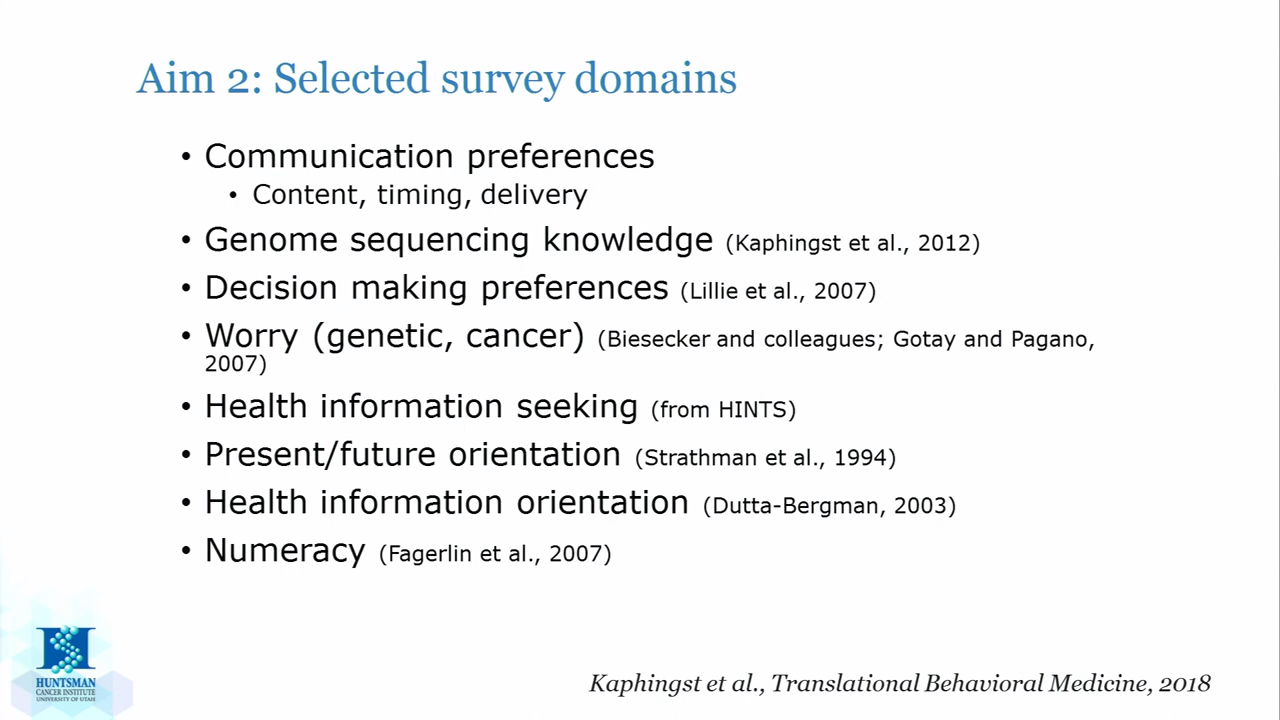 Aim 2: Selected survey domains
• Communication preferences
• Content, timing, delivery
• Genome sequencing knowledge (Kaphingst et al., 2012)
• Decision making preferences (Lillie et al., 2007)
• Worry (genetic, cancer) (Biesecker and colleagues; Gotay and Pagano,
2007)
• Health information seeking (from HINTS)
• Present/future orientation (Strathman et al., 1994)
• Health information orientation (Dutta-Bergman, 2003)
• Numeracy (Fagerlin et al., 2007)
HUNTSMAN
CANCER INSTITUTE
UNIVERSITY OF UTAH
Kaphingst et al., Translational Behavioral Medicine, 2018